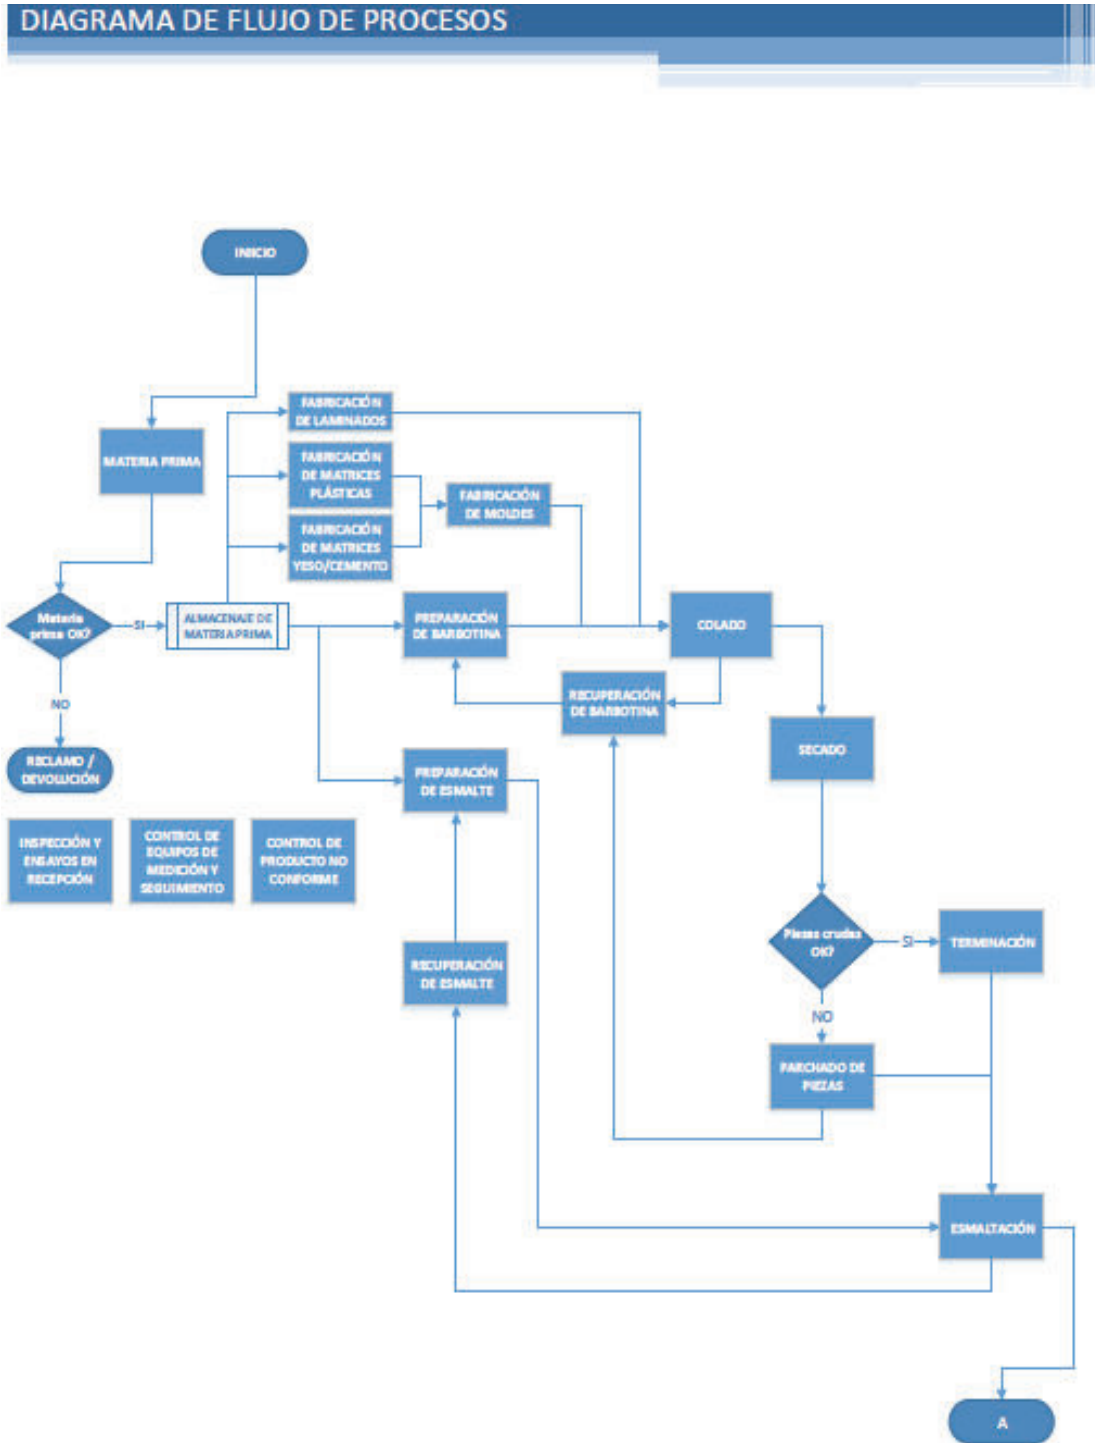 DIAGRAMA DE FLUJO DE PROCESOS
INICIO
FABRICACIÓN
DE LAMINADOS
MATERIA PRIMA
FABRICACIÓN
DE MATRICES
PLÁSTICAS
FABRICACIÓN
DE MOLDES
FABRICACIÓN
DE MATRICES
YESO/CEMENTO
Materia
prima OK?
SI
ALMACENAJE DE
MATERIA PRIMA
PREPARACIÓN
DE BARBOTINA
COLADO
NO
RECUPERACIÓN
DE BARBOTINA
SECADO
RECLAMO /
DEVOLUCIÓN
PREPARACIÓN
DE ESMALTE
INSPECCIÓN Y
ENSAYOS EN
RECEPCIÓN
CONTROL DE
EQUIPOS DE
MEDICIÓN Y
SEGUIMIENTO
CONTROL DE
PRODUCTO NO
CONFORME
Piezas crudas
OK?
SI
TERMINACIÓN
RECUPERACIÓN
DE ESMALTE
NO
PARCHADO DE
PIEZAS
ESMALTACIÓN
A